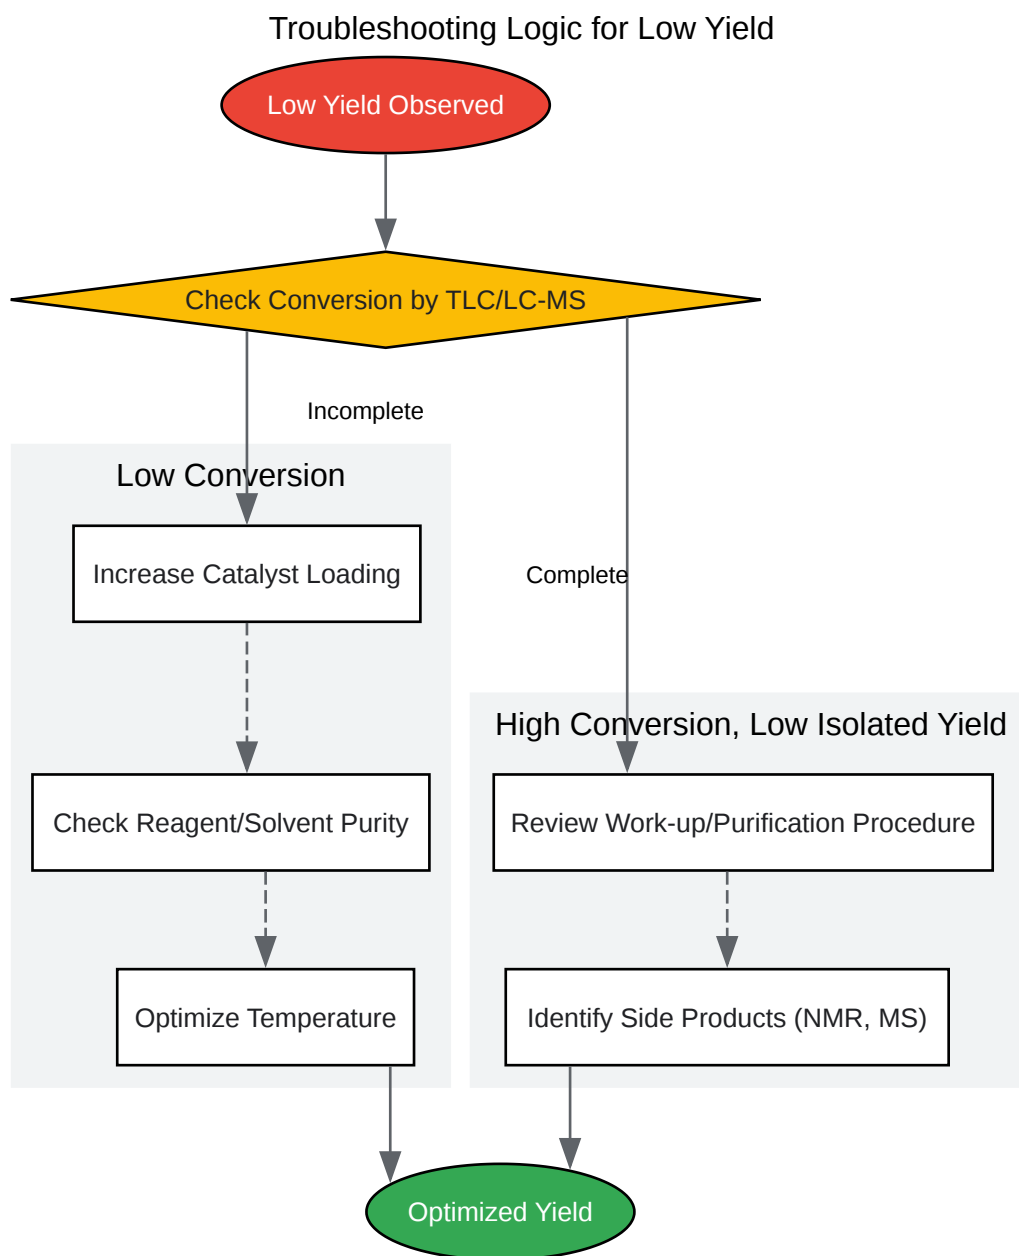 Troubleshooting Logic for Low Yield
Low Yield Observed
Check Conversion by TLC/LC-MS
Incomplete
Low Conversion
Increase Catalyst Loading
Complete
High Conversion, Low Isolated Yield
Check Reagent/Solvent Purity
Review Work-up/Purification Procedure
Optimize Temperature
Identify Side Products (NMR, MS)
Optimized Yield